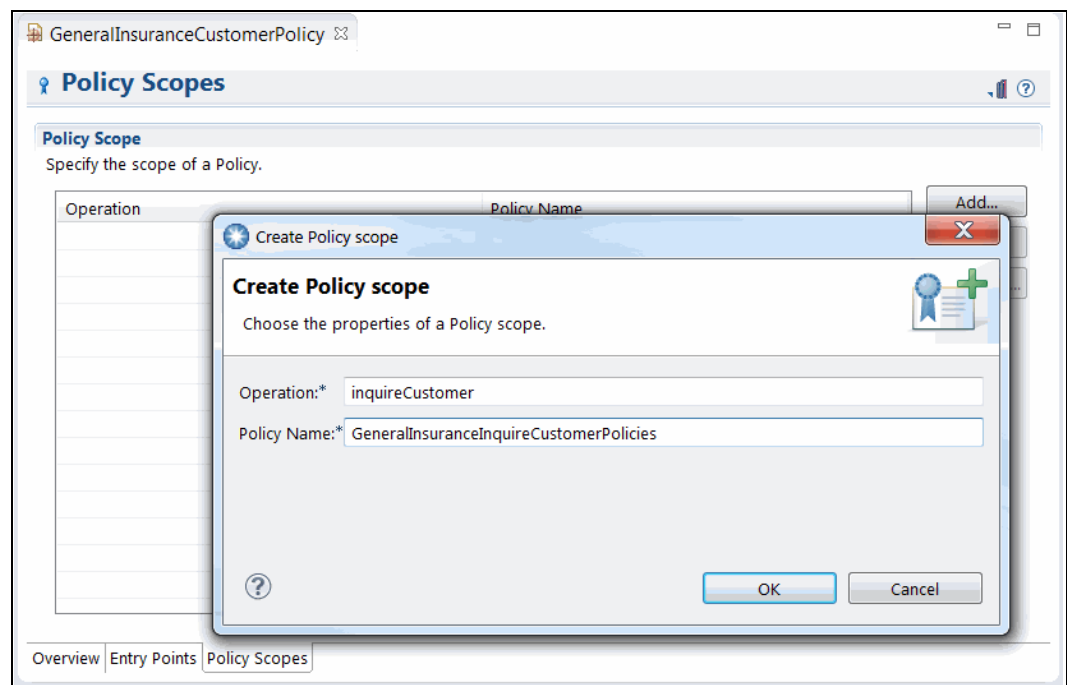 GeneralInsuranceCustomerPolicy
Policy Scopes
Policy Scope
Specify the scope of a Policy.
Operation Policy Name Add...
Create Policy scope
Create Policy scope
Choose the properties of a Policy scope.
Operation:* inquireCustomer
Policy Name:* GeneralInsuranceInquireCustomerPolicies
OK Cancel
Overview Entry Points Policy Scopes